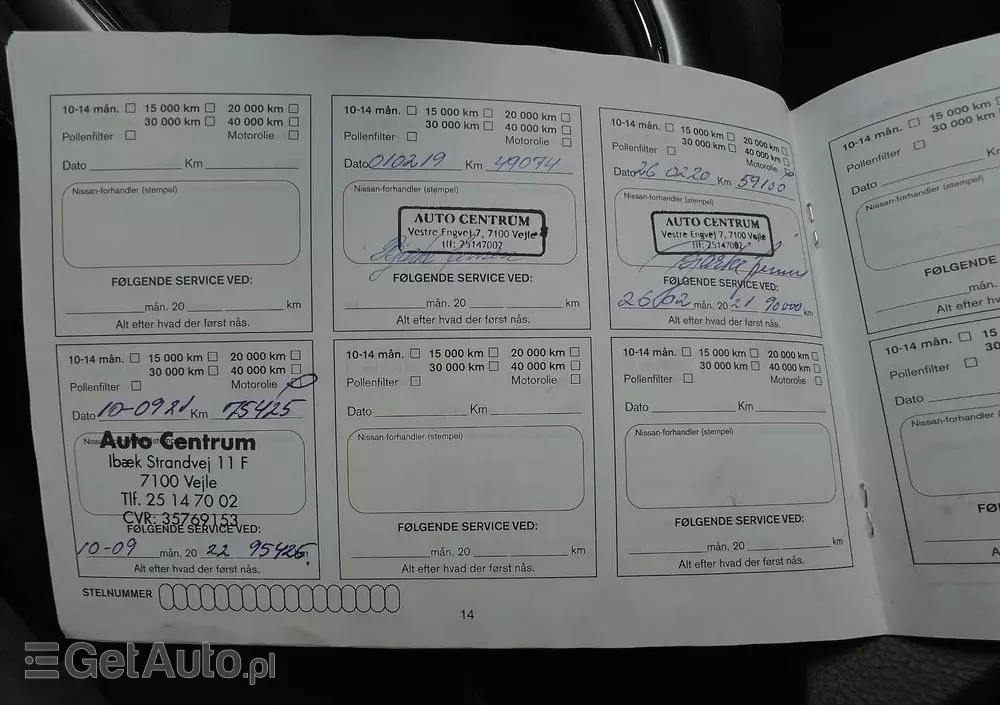 10-14 mån. 15 000 km 20 000 km
30 000 km 40 000 km
Pollenfilter Motorolie
Dato Km
Nissan-forhandler (stempel)
FØLGENDE SERVICE VED:
mån. 20 km
Alt efter hvad der først nås.
10-14 mån. 15 000 km 20 000 km
30 000 km 40 000 km
Pollenfilter Motorolie
Dato 010219 Km 49074
Nissan-forhandler (stempel)
AUTO CENTRUM
Vestre Engvej 7, 7100 Vejle
tlf: 25147002
FØLGENDE SERVICE VED:
mån. 20 km
Alt efter hvad der først nås.
10-14 mån. 15 000 km 20 000 km
30 000 km 40 000 km
Pollenfilter Motorolie
Dato 26 0220 Km 59100
Nissan-forhandler (stempel)
AUTO CENTRUM
Vestre Engvej 7, 7100 Vejle
tlf: 25147002
FØLGENDE SERVICE VED:
26/02 mån. 20 21 90000 km
Alt efter hvad der først nås.
10-14 mån. 15 000 km
30 000 km
Pollenfilter
Dato
Nissan-forhandler (stempel)
FØLGENDE
mån.
Alt efter
10-14 mån. 15 000 km 20 000 km
30 000 km 40 000 km
Pollenfilter Motorolie
Dato 10-0921 Km 75425
Auto Centrum
Ibæk Strandvej 11 F
7100 Vejle
Tlf. 25 14 70 02
CVR: 35769153
FØLGENDE SERVICE VED:
10-09 mån. 20 22 95425
Alt efter hvad der først nås.
10-14 mån. 15 000 km 20 000 km
30 000 km 40 000 km
Pollenfilter Motorolie
Dato Km
Nissan-forhandler (stempel)
FØLGENDE SERVICE VED:
mån. 20 km
Alt efter hvad der først nås.
10-14 mån. 15 000 km 20 000 km
30 000 km 40 000 km
Pollenfilter Motorolie
Dato Km
Nissan-forhandler (stempel)
FØLGENDE SERVICE VED:
mån. 20 km
Alt efter hvad der først nås.
10-14 mån. 15 000
30
Pollenfilter
Dato
Nissan-forhandler (stempel)
STELNUMMER
14
GetAuto.pl